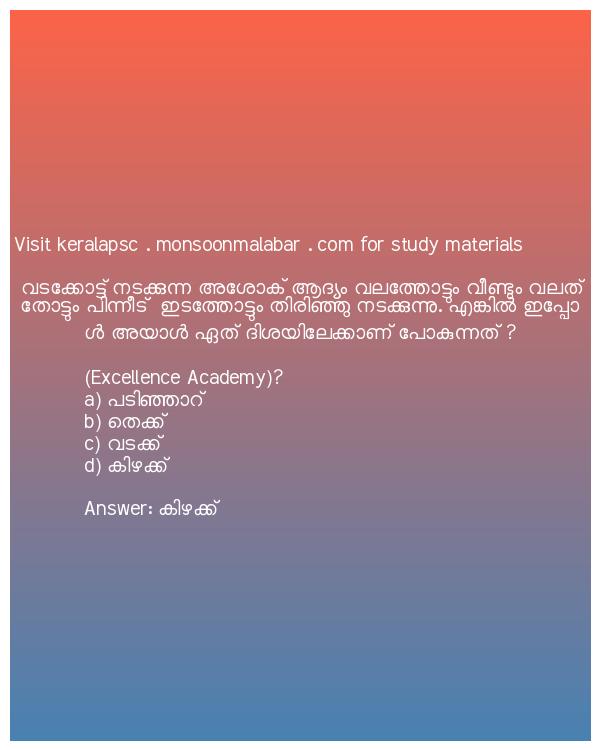 Visit keralapsc . monsoonmalabar . com for study materials
വടക്കോട്ട് നടക്കുന്ന അശോക് ആദ്യം വലത്തോട്ടും വീണ്ടും വലത്
തോട്ടും പിന്നീട്  ഇടത്തോട്ടും തിരിഞ്ഞു നടക്കുന്നു. എങ്കിൽ ഇപ്പോ
ൾ അയാൾ ഏത് ദിശയിലേക്കാണ് പോകുന്നത് ?
(Excellence Academy)?
a) പടിഞ്ഞാറ്
b) തെക്ക്
c) വടക്ക്
d) കിഴക്ക്
Answer: കിഴക്ക്